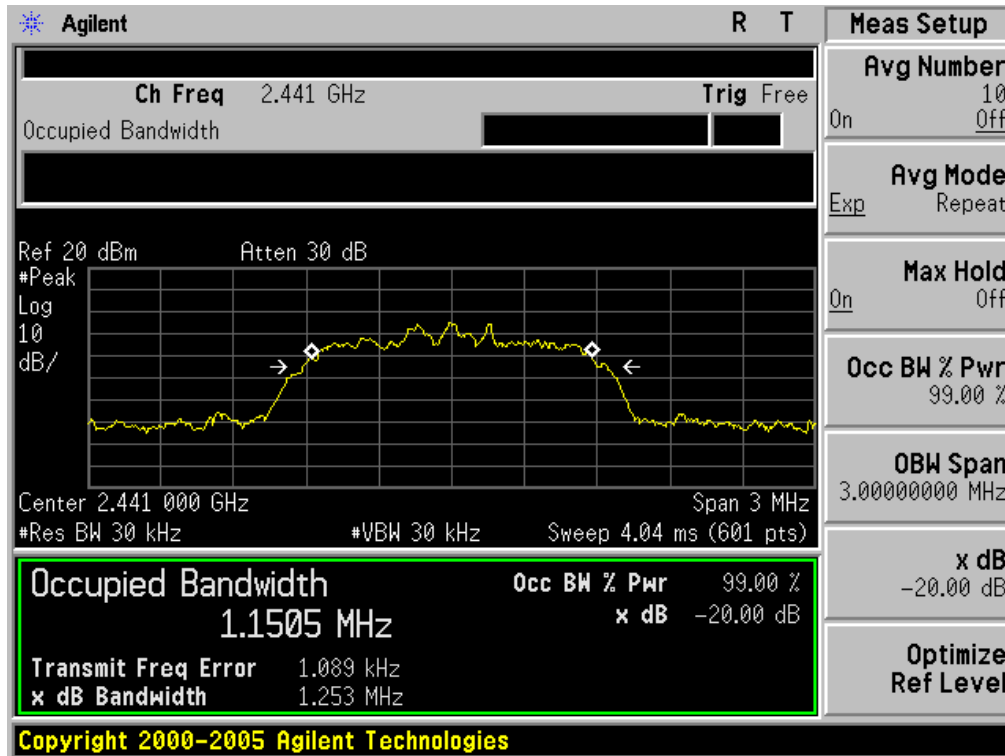 Agilent R T
Ch Freq 2.441 GHz Trig Free
Occupied Bandwidth
Ref 20 dBm Atten 30 dB
#Peak
Log
10
dB/
Center 2.441 000 GHz Span 3 MHz
#Res BW 30 kHz #VBW 30 kHz Sweep 4.04 ms (601 pts)
Occupied Bandwidth Occ BW % Pwr 99.00 %
1.1505 MHz x dB -20.00 dB
Transmit Freq Error 1.089 kHz
x dB Bandwidth 1.253 MHz
Copyright 2000-2005 Agilent Technologies
Meas Setup
Avg Number
10
On Off
Avg Mode
Exp Repeat
Max Hold
On Off
Occ BW % Pwr
99.00 %
OBW Span
3.00000000 MHz
x dB
-20.00 dB
Optimize
Ref Level